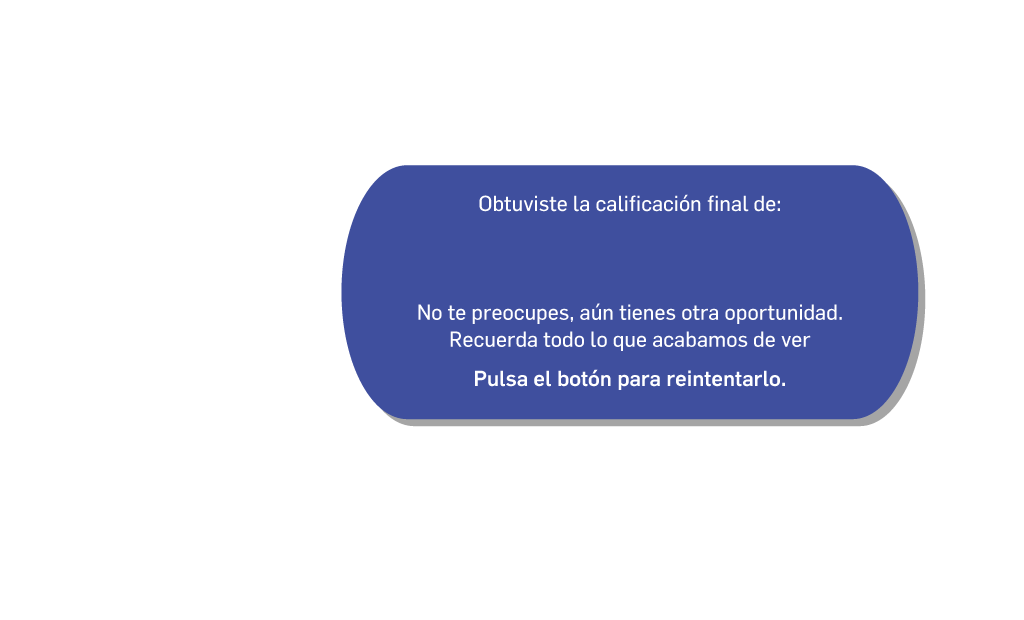 Obtuviste la calificación final de:
No te preocupes, aún tienes otra oportunidad.
Recuerda todo lo que acabamos de ver
Pulsa el botón para reintentarlo.